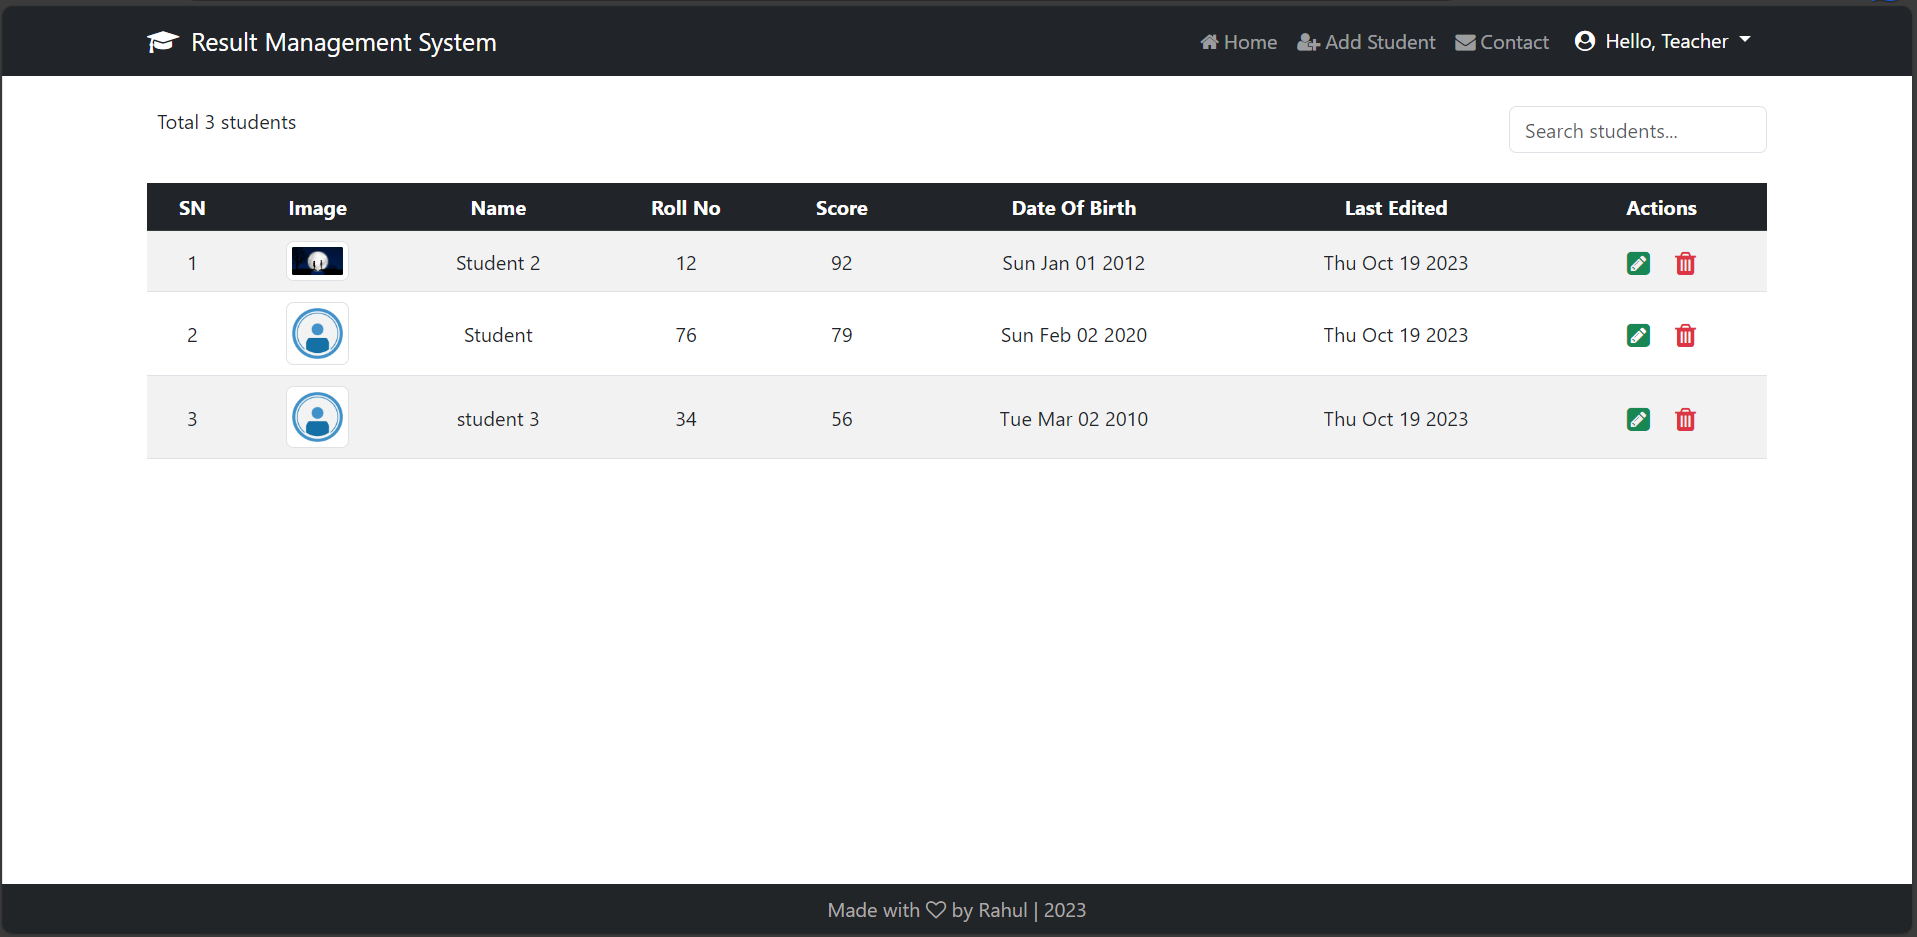 Result Management System Home Add Student Contact Hello, Teacher
Total 3 students
Search students...
SN Image Name Roll No Score Date Of Birth Last Edited Actions
1 Student 2 12 92 Sun Jan 01 2012 Thu Oct 19 2023
2 Student 76 79 Sun Feb 02 2020 Thu Oct 19 2023
3 student 3 34 56 Tue Mar 02 2010 Thu Oct 19 2023
Made with ♡ by Rahul | 2023